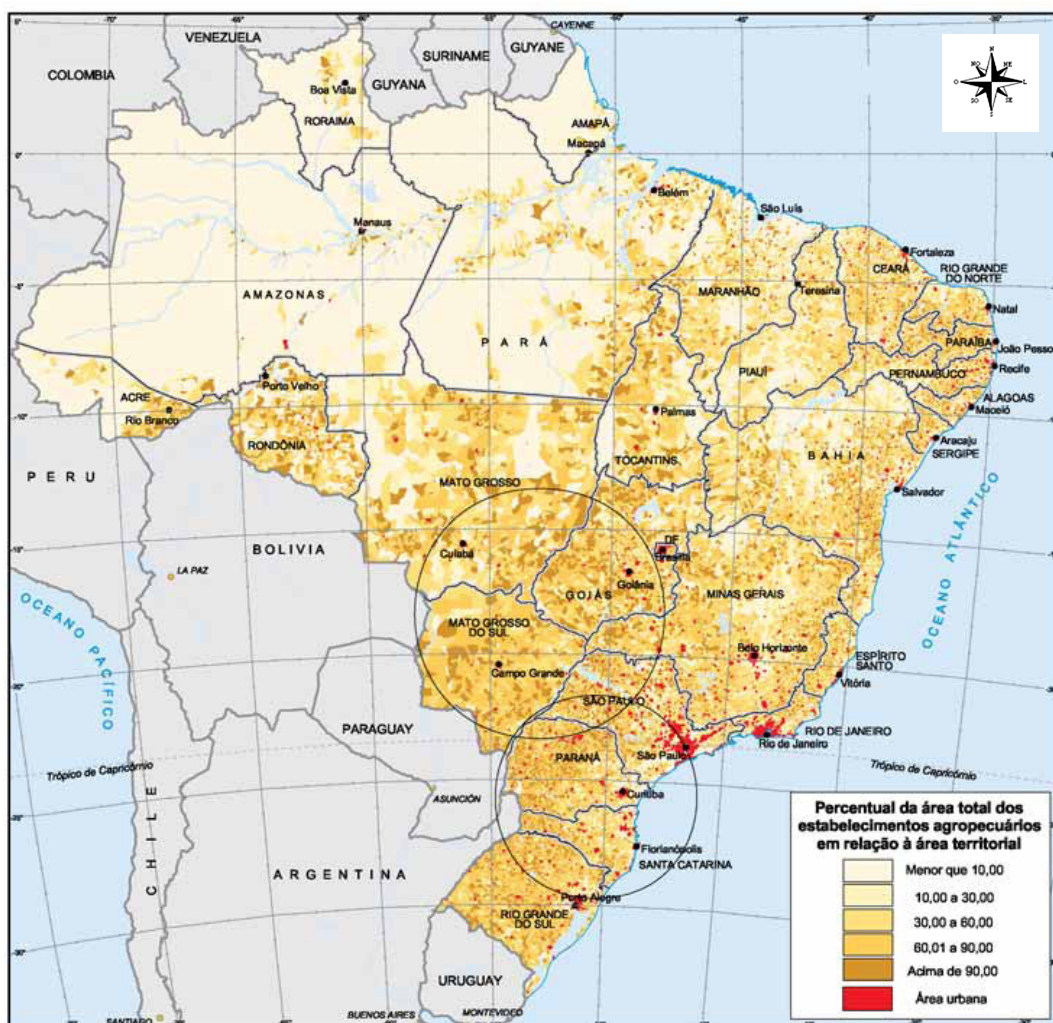 CAYENNE
VENEZUELA
SURINAME
GUYANE
COLOMBIA
GUYANA
Boa Vista
RORAIMA
N
NO
NE
O
L
SO
SE
S
AMAPÁ
Macapá
Belém
São Luís
Manaus
Fortaleza
CEARÁ
RIO GRANDE
DO NORTE
AMAZONAS
MARANHÃO
Teresina
Natal
PARÁ
PARAÍBA
João Pesso
PIAUÍ
PERNAMBUCO
Recife
Porto Velho
ACRE
Rio Branco
Palmas
ALAGOAS
Maceió
RONDÔNIA
TOCANTINS
BAHIA
Aracaju
SERGIPE
PERU
MATO GROSSO
Salvador
OCEANO ATLÂNTICO
BOLIVIA
Cuiabá
DF
Brasília
LA PAZ
Goiânia
GOIÁS
MINAS GERAIS
OCEANO PACÍFICO
MATO GROSSO
DO SUL
Belo Horizonte
ESPÍRITO
SANTO
Campo Grande
Vitória
SÃO PAULO
PARAGUAY
RIO DE JANEIRO
Rio de Janeiro
São Paulo
PARANÁ
Trópico de Capricórnio
Trópico de Capricórnio
ASUNCIÓN
Curitiba
CHILE
Florianópolis
SANTA CATARINA
ARGENTINA
Porto Alegre
RIO GRANDE
DO SUL
URUGUAY
SANTIAGO
BUENOS AIRES
MONTEVIDEO
Percentual da área total dos
estabelecimentos agropecuários
em relação à área territorial
Menor que 10,00
10,00 a 30,00
30,00 a 60,00
60,01 a 90,00
Acima de 90,00
Área urbana